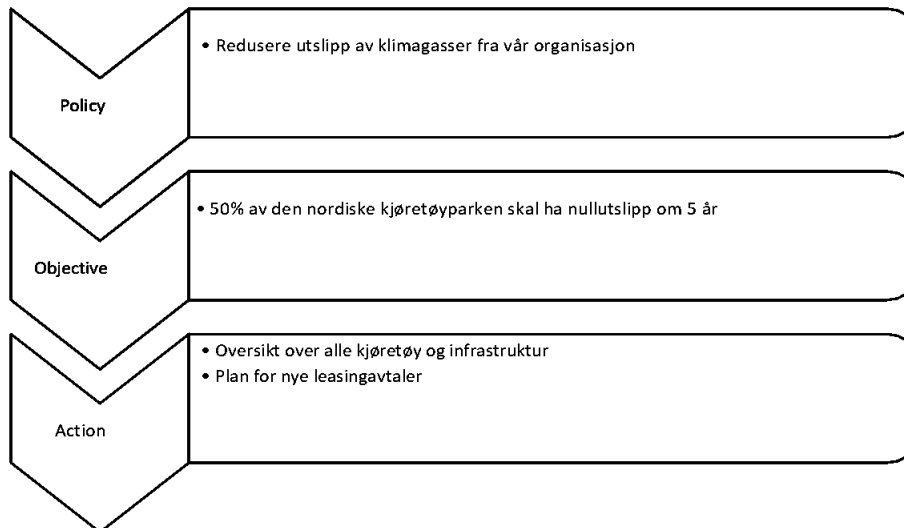 • Redusere utslipp av klimagasser fra vår organisasjon
Policy
• 50% av den nordiske kjøretøyparken skal ha nullutslipp om 5 år
Objective
• Oversikt over alle kjøretøy og infrastruktur
• Plan for nye leasingavtaler
Action